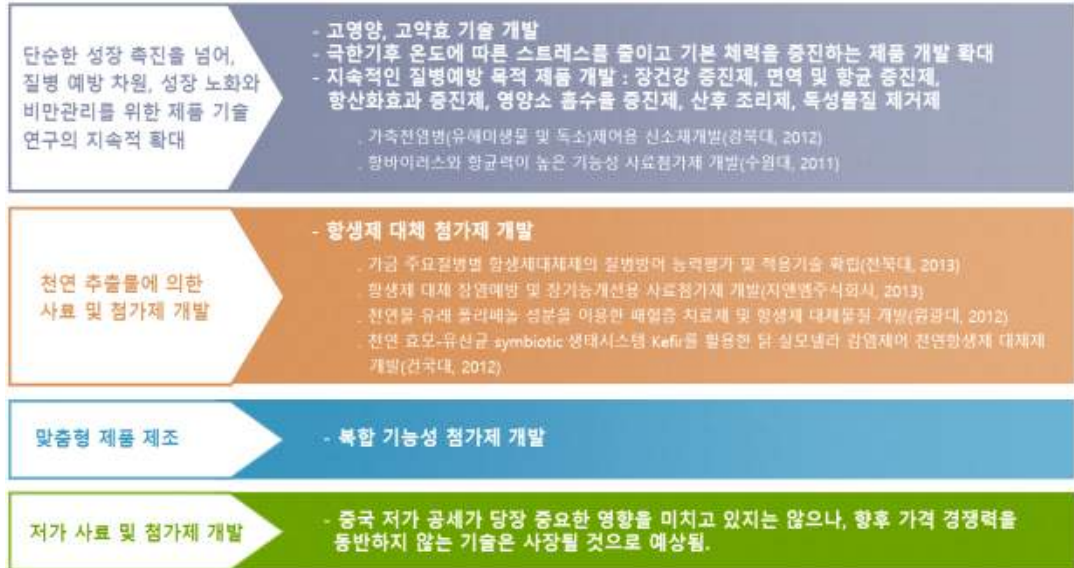 단순한 성장 촉진을 넘어,
질병 예방 차원, 성장 노화와
비만관리를 위한 제품 기술
연구의 지속적 확대
- 고영양, 고약효 기술 개발
- 극한기후 온도에 따른 스트레스를 줄이고 기본 체력을 증진하는 제품 개발 확대
- 지속적인 질병예방 목적 제품 개발 : 장건강 증진제, 면역 및 항균 증진제,
항산화효과 증진제, 영양소 흡수율 증진제, 산후 조리제, 독성물질 제거제
. 가축전염병(유해미생물 및 독소)제어용 신소재개발(경북대, 2012)
. 항바이러스와 항균력이 높은 기능성 사료첨가제 개발(수원대, 2011)
천연 추출물에 의한
사료 및 첨가제 개발
- 항생제 대체 첨가제 개발
. 가금 주요질병별 항생제대체제의 질병방어 능력평가 및 적용기술 확립(전북대, 2013)
. 항생제 대체 장염예방 및 장기능개선용 사료첨가제 개발(지앤엠주식회사, 2013)
. 천연물 유래 폴리페놀 성분을 이용한 패혈증 치료제 및 항생제 대체물질 개발(원광대, 2012)
. 천연 효모-유산균 symbiotic 생태시스템 Kefir를 활용한 닭 살모넬라 감염제어 천연항생제 대체제
개발(건국대, 2012)
맞춤형 제품 제조
- 복합 기능성 첨가제 개발
저가 사료 및 첨가제 개발
- 중국 저가 공세가 당장 중요한 영향을 미치고 있지는 않으나, 향후 가격 경쟁력을
동반하지 않는 기술은 사장될 것으로 예상됨.